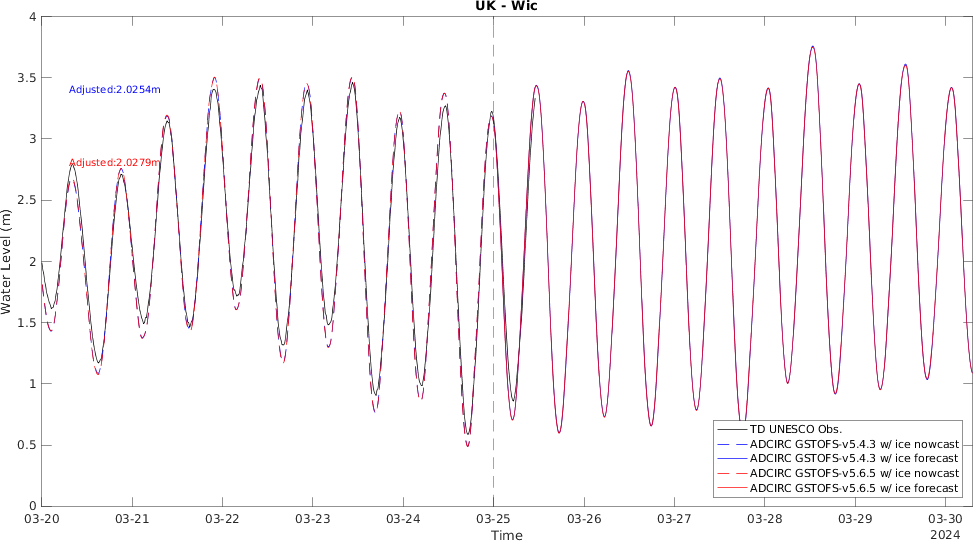 UK - Wic
4
3.5
3
2.5
2
1.5
1
0.5
0
Water Level (m)
Adjusted:2.0254m
Adjusted:2.0279m
TD UNESCO Obs.
ADCIRC GSTOFS-v5.4.3 w/ ice nowcast
ADCIRC GSTOFS-v5.4.3 w/ ice forecast
ADCIRC GSTOFS-v5.6.5 w/ ice nowcast
ADCIRC GSTOFS-v5.6.5 w/ ice forecast
03-20 03-21 03-22 03-23 03-24 03-25 03-26 03-27 03-28 03-29 03-30
Time
2024